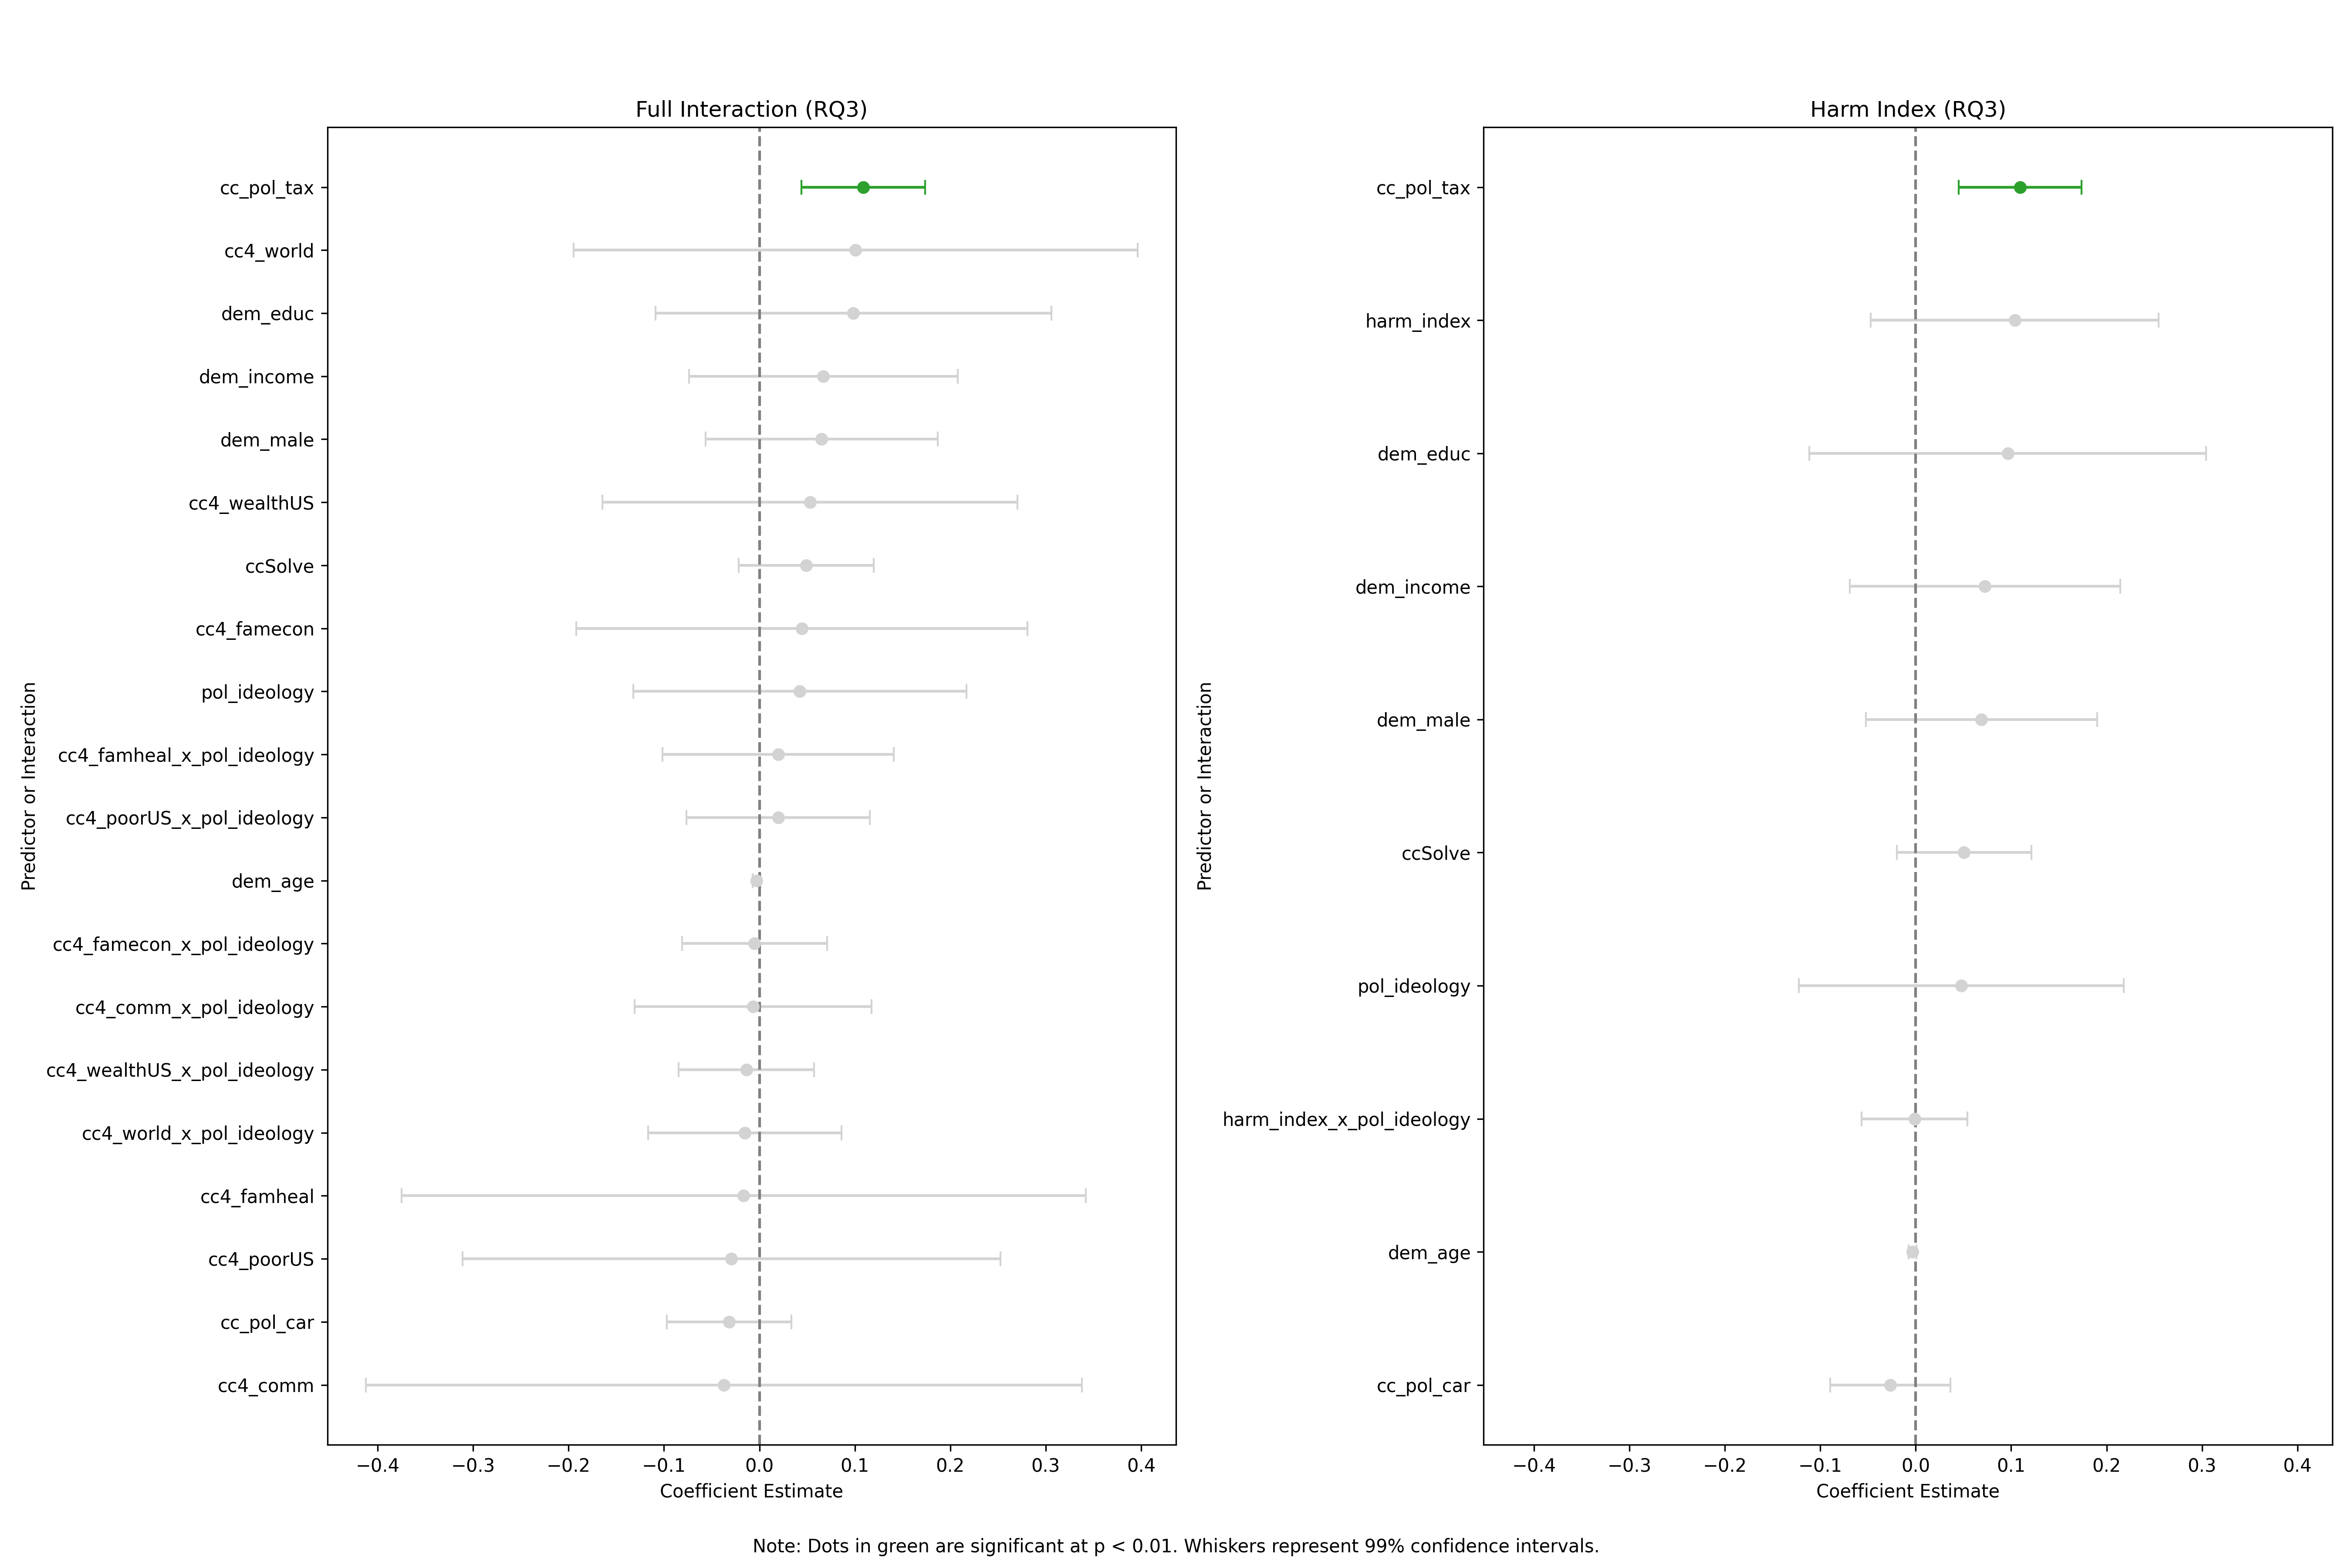 Full Interaction (RQ3)
Predictor or Interaction
cc_pol_tax
cc4_world
dem_educ
dem_income
dem_male
cc4_wealthUS
ccSolve
cc4_famecon
pol_ideology
cc4_famheal_x_pol_ideology
cc4_poorUS_x_pol_ideology
dem_age
cc4_famecon_x_pol_ideology
cc4_comm_x_pol_ideology
cc4_wealthUS_x_pol_ideology
cc4_world_x_pol_ideology
cc4_famheal
cc4_poorUS
cc_pol_car
cc4_comm
−0.4 −0.3 −0.2 −0.1 0.0 0.1 0.2 0.3 0.4
Coefficient Estimate
Harm Index (RQ3)
Predictor or Interaction
cc_pol_tax
harm_index
dem_educ
dem_income
dem_male
ccSolve
pol_ideology
harm_index_x_pol_ideology
dem_age
cc_pol_car
−0.4 −0.3 −0.2 −0.1 0.0 0.1 0.2 0.3 0.4
Coefficient Estimate
Note: Dots in green are significant at p < 0.01. Whiskers represent 99% confidence intervals.